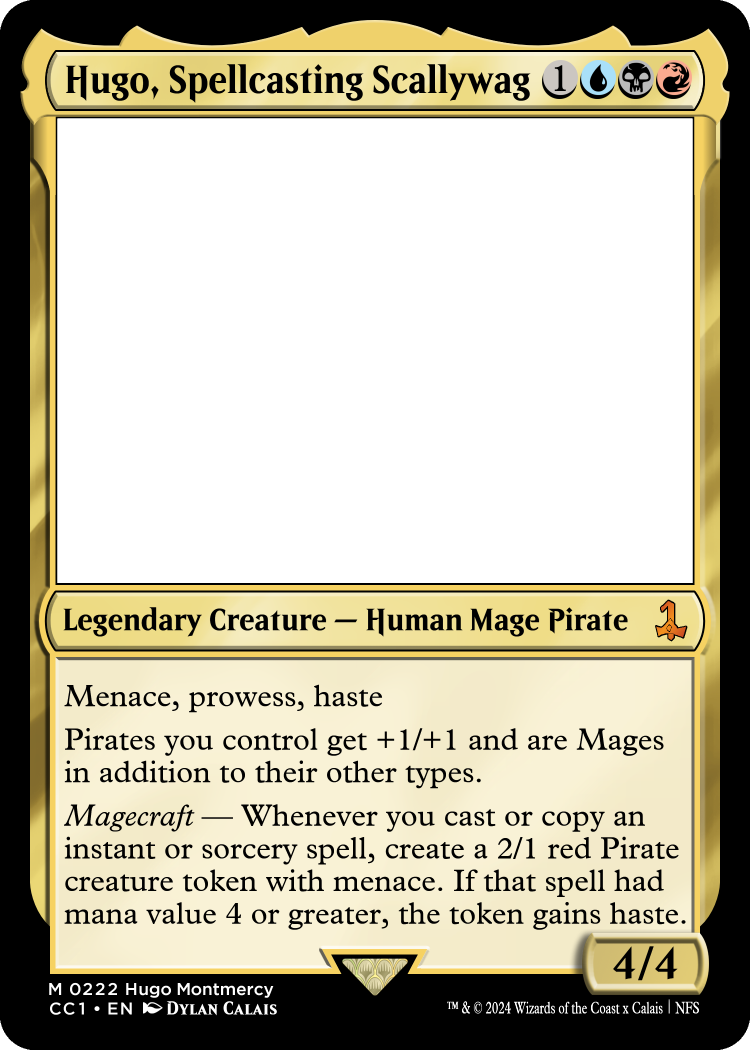 Hugo, Spellcasting Scallywag 1
Legendary Creature — Human Mage Pirate
Menace, prowess, haste
Pirates you control get +1/+1 and are Mages
in addition to their other types.
Magecraft — Whenever you cast or copy an
instant or sorcery spell, create a 2/1 red Pirate
creature token with menace. If that spell had
mana value 4 or greater, the token gains haste.
4/4
M 0222 Hugo Montmercy
CC1 • EN Dylan Calais
™ & © 2024 Wizards of the Coast x Calais | NFS